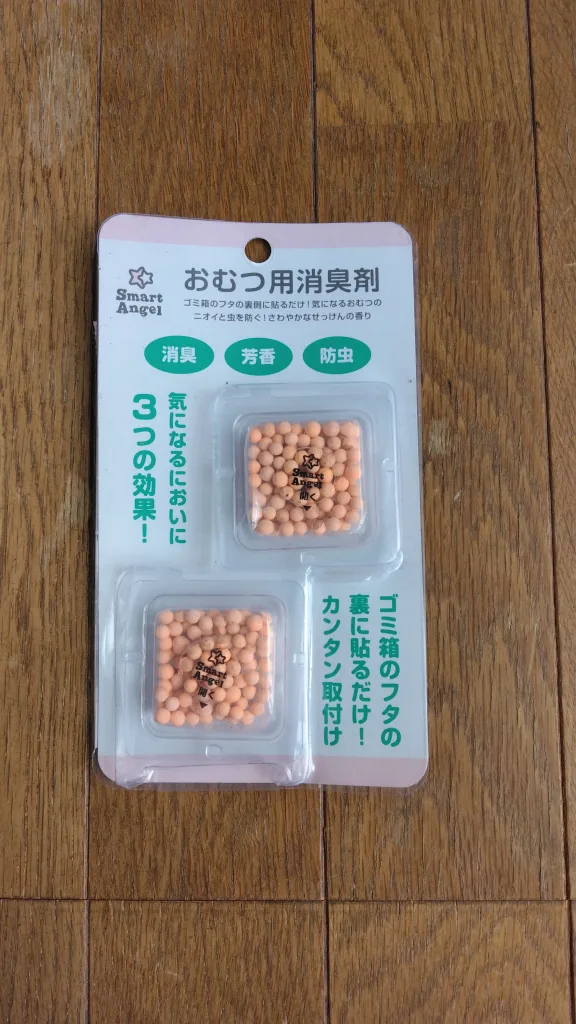 Smart
Angel
おむつ用消臭剤
ゴミ箱のフタの裏側に貼るだけ！気になるおむつの
ニオイと虫を防ぐ！さわやかなせっけんの香り
消臭
芳香
防虫
気になるにおいに
3つの効果！
Smart
Angel
開く
ゴミ箱のフタの
裏に貼るだけ！
カンタン取付け
Smart
Angel
開く